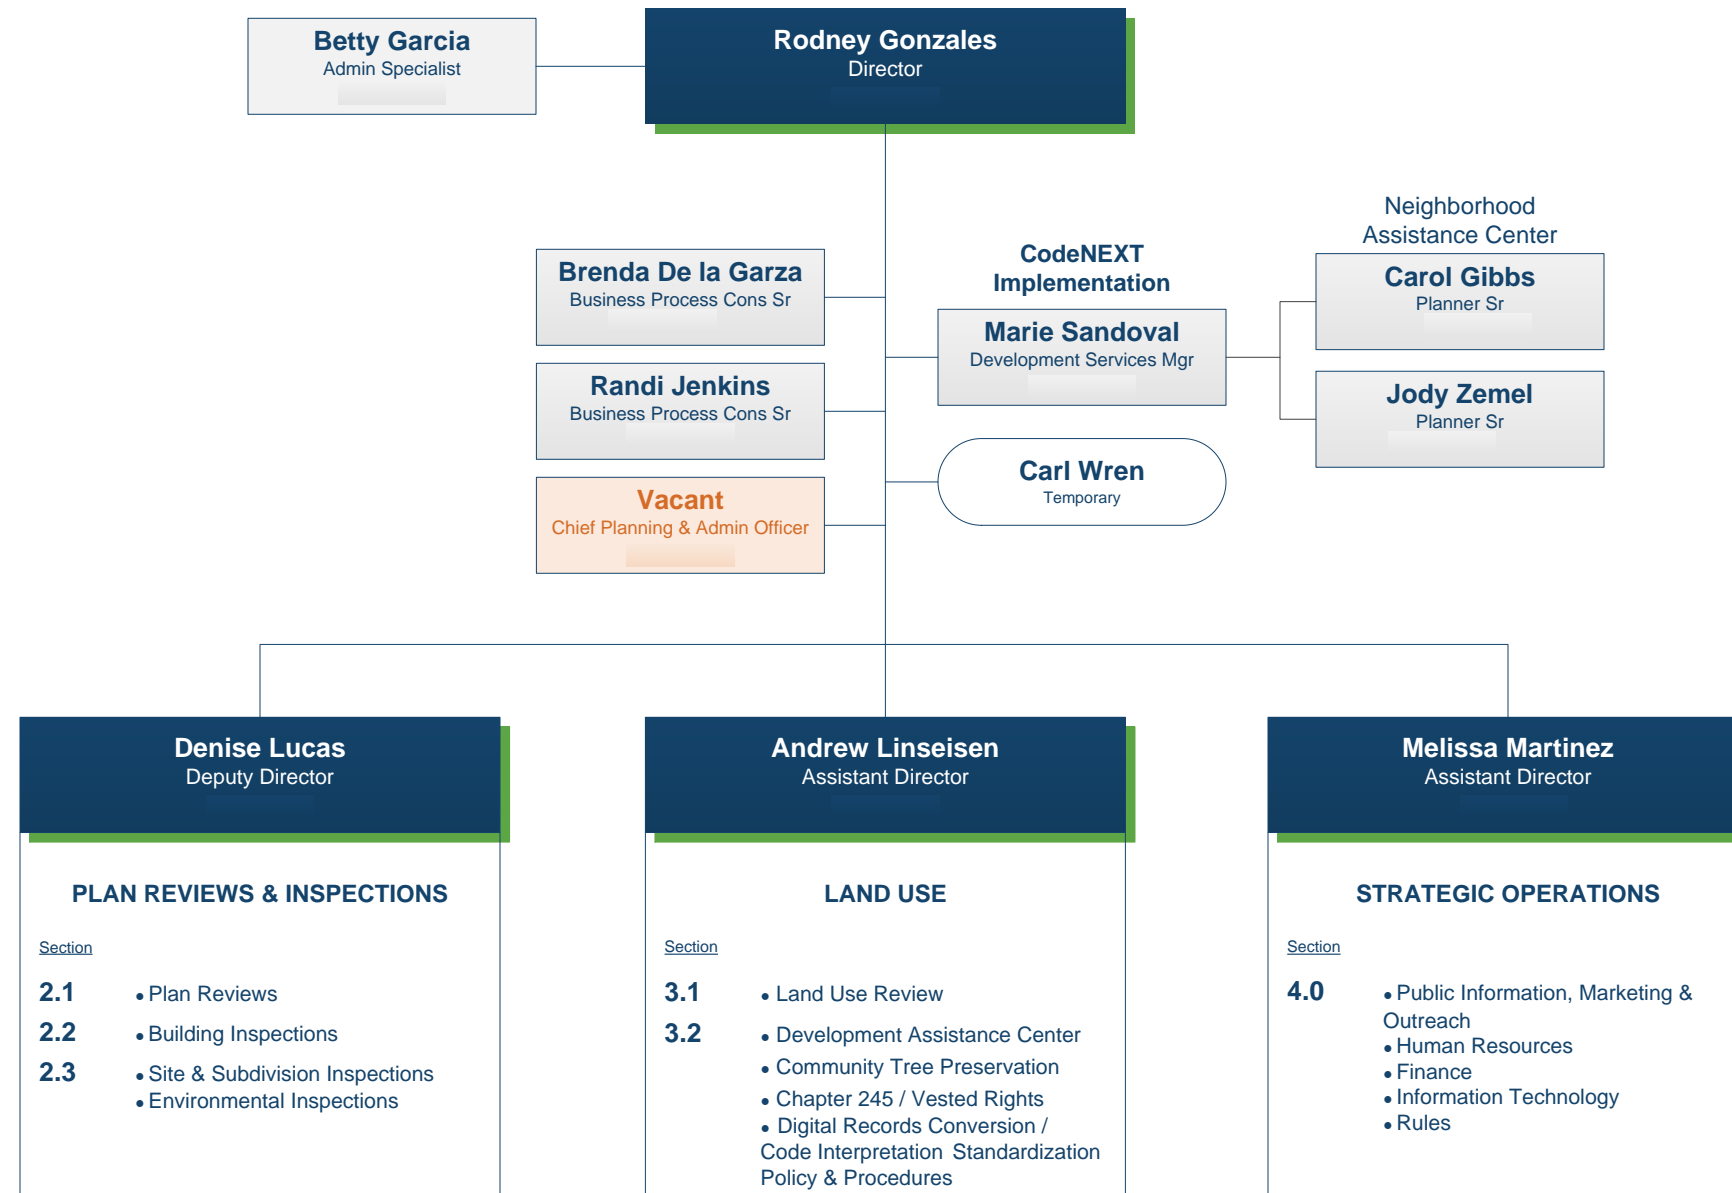 Betty Garcia
Admin Specialist
Rodney Gonzales
Director
Neighborhood
Assistance Center
CodeNEXT
Implementation
Brenda De la Garza
Business Process Cons Sr
Carol Gibbs
Planner Sr
Marie Sandoval
Development Services Mgr
Randi Jenkins
Business Process Cons Sr
Jody Zemel
Planner Sr
Carl Wren
Temporary
Vacant
Chief Planning & Admin Officer
Denise Lucas
Deputy Director
PLAN REVIEWS & INSPECTIONS
Section
2.1 • Plan Reviews
2.2 • Building Inspections
2.3 • Site & Subdivision Inspections
• Environmental Inspections
Andrew Linseisen
Assistant Director
LAND USE
Section
3.1 • Land Use Review
3.2 • Development Assistance Center
• Community Tree Preservation
• Chapter 245 / Vested Rights
• Digital Records Conversion /
Code Interpretation Standardization
Policy & Procedures
Melissa Martinez
Assistant Director
STRATEGIC OPERATIONS
Section
4.0 • Public Information, Marketing &
Outreach
• Human Resources
• Finance
• Information Technology
• Rules